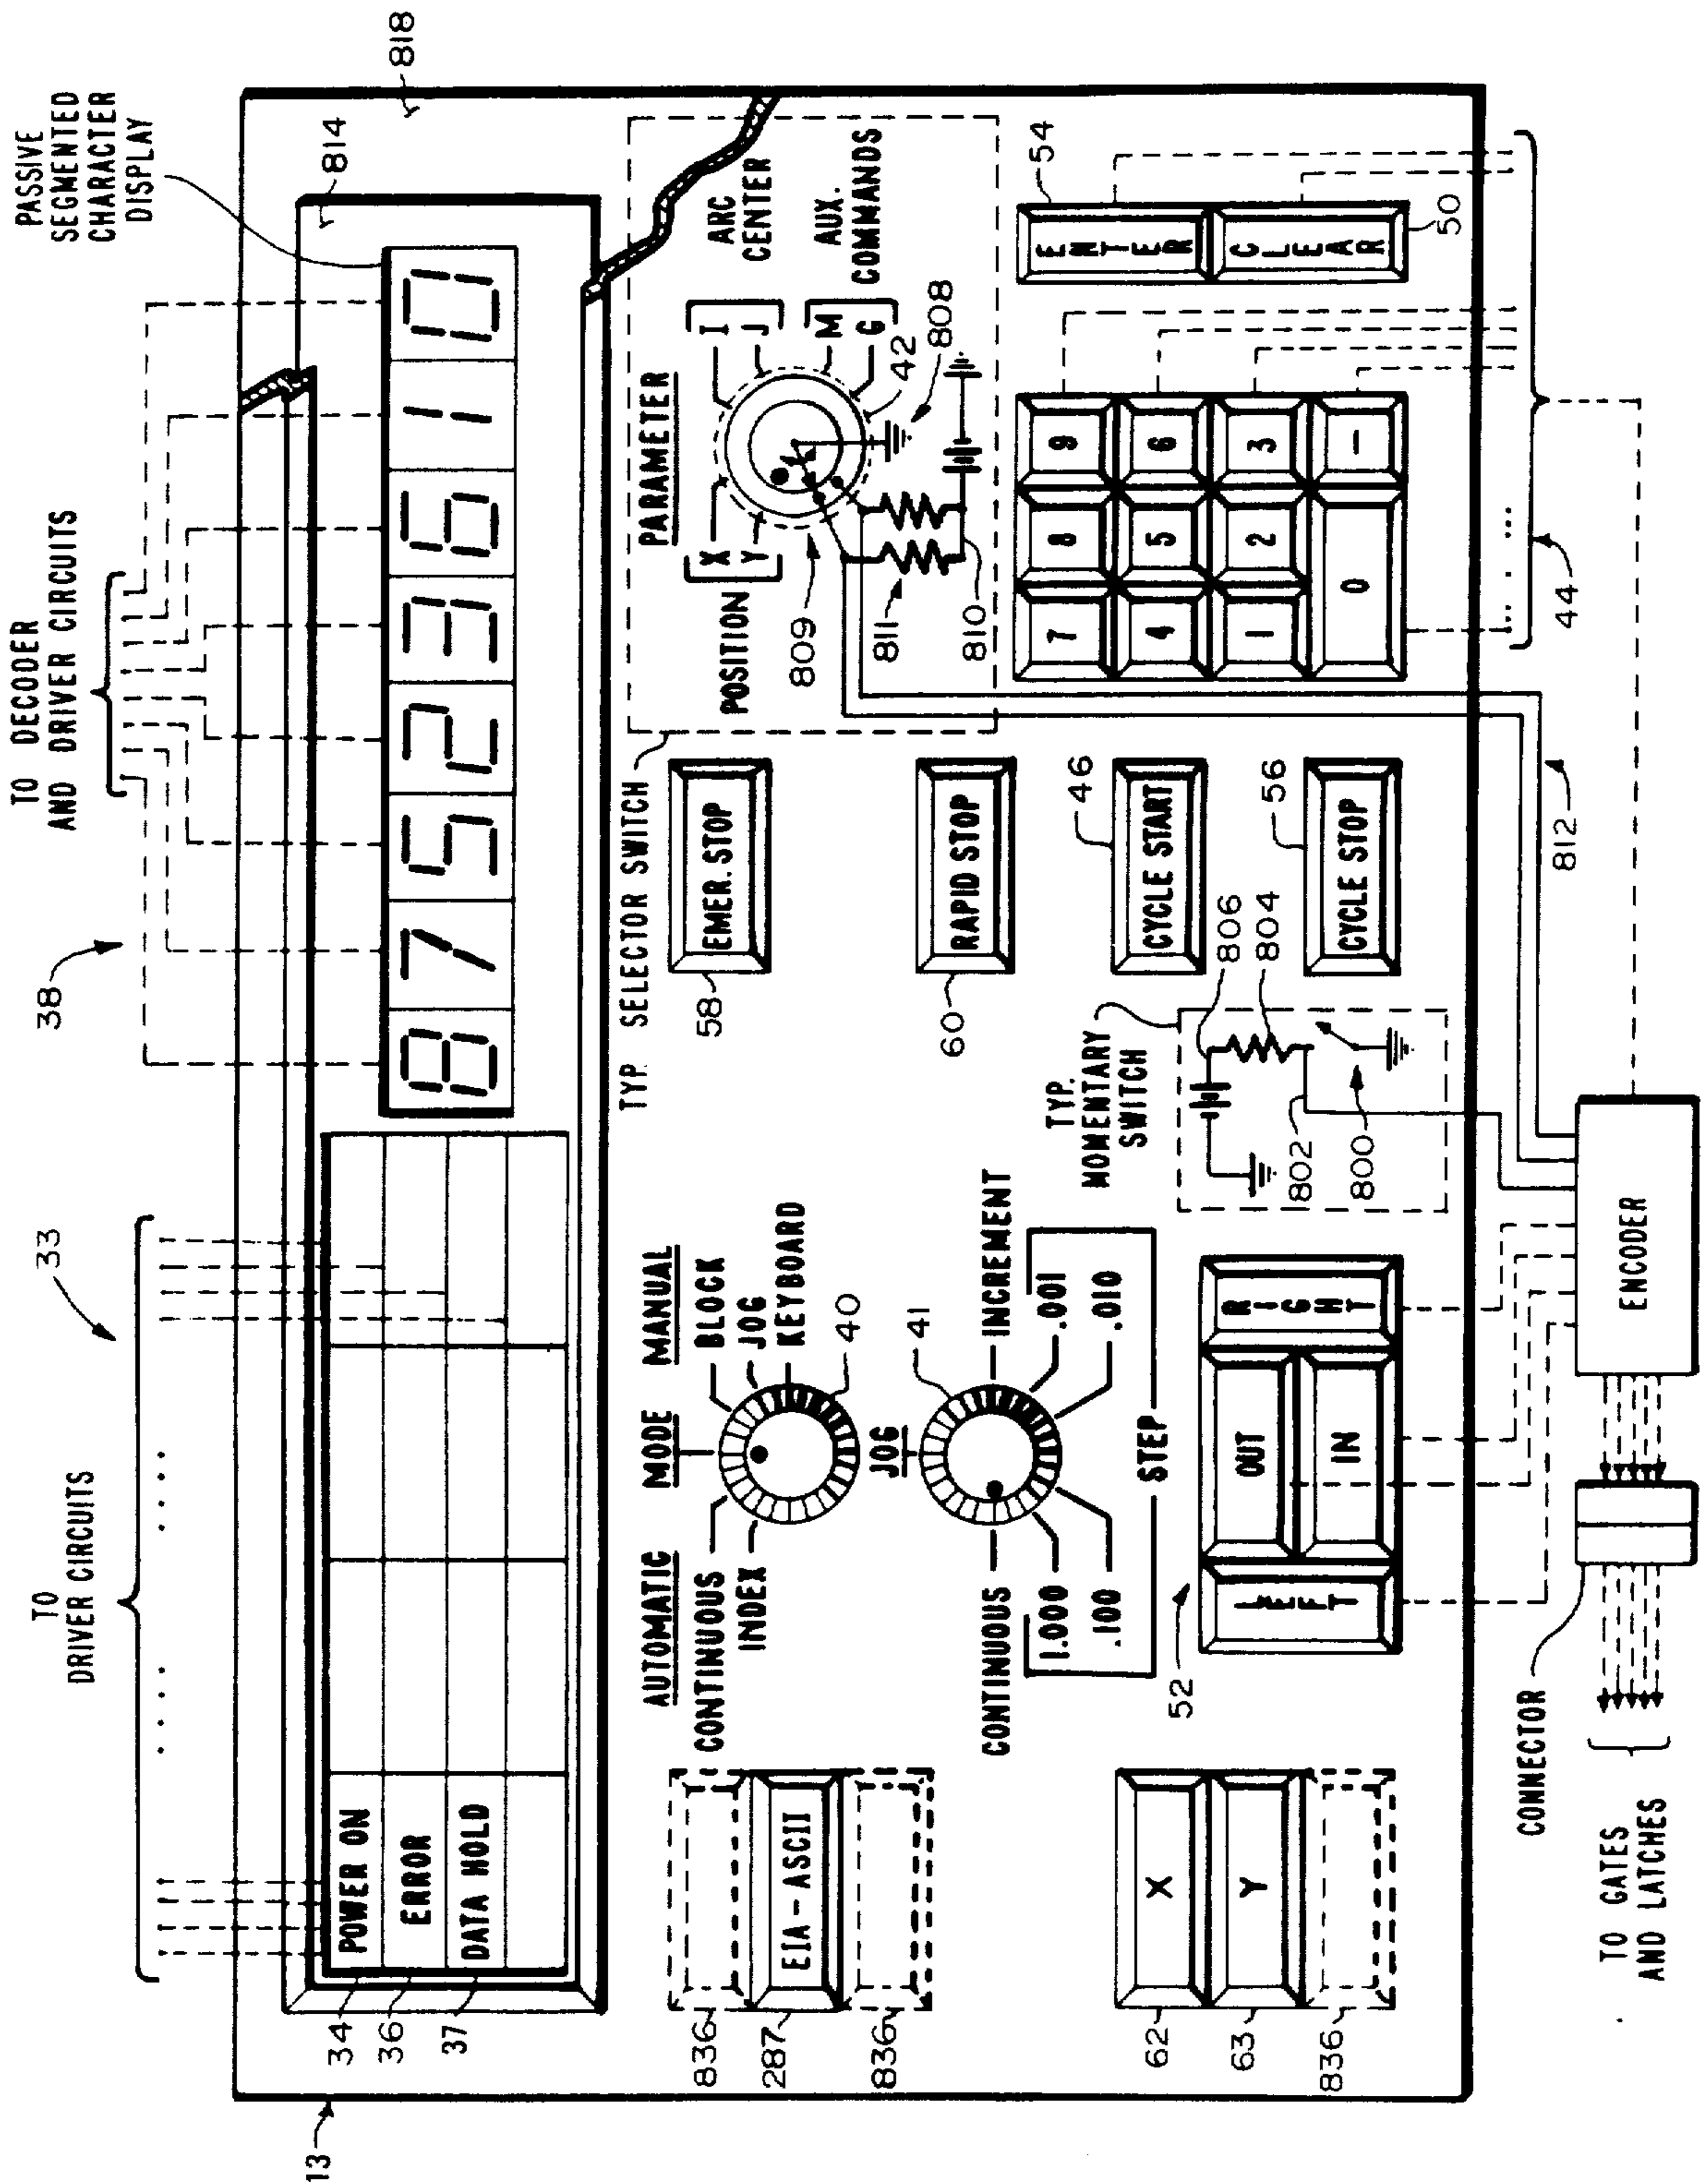 TO
DRIVER CIRCUITS
33
38
TO DECODER
AND DRIVER CIRCUITS
PASSIVE
SEGMENTED
CHARACTER
DISPLAY
13
814
818
34
36
37
POWER ON
ERROR
DATA HOLD
8 7 5 2 3 6 1 0
TYP. SELECTOR SWITCH
836
287
836
EIA-ASCII
AUTOMATIC
MODE
MANUAL
CONTINUOUS
INDEX
BLOCK
JOG
KEYBOARD
40
JOG
41
CONTINUOUS
INCREMENT
1.000
.001
.100
.010
STEP
58
EMER. STOP
60
RAPID STOP
46
CYCLE START
56
CYCLE STOP
PARAMETER
POSITION
X
Y
I
J
ARC
CENTER
M
G
AUX.
COMMANDS
42
808
809
811
810
62
63
836
X
Y
52
LEFT
OUT
IN
RIGHT
TYP.
MOMENTARY
SWITCH
806
804
802
800
7 8 9
4 5 6
1 2 3
0 -
ENTER
CLEAR
54
50
44
812
CONNECTOR
ENCODER
TO GATES
AND LATCHES